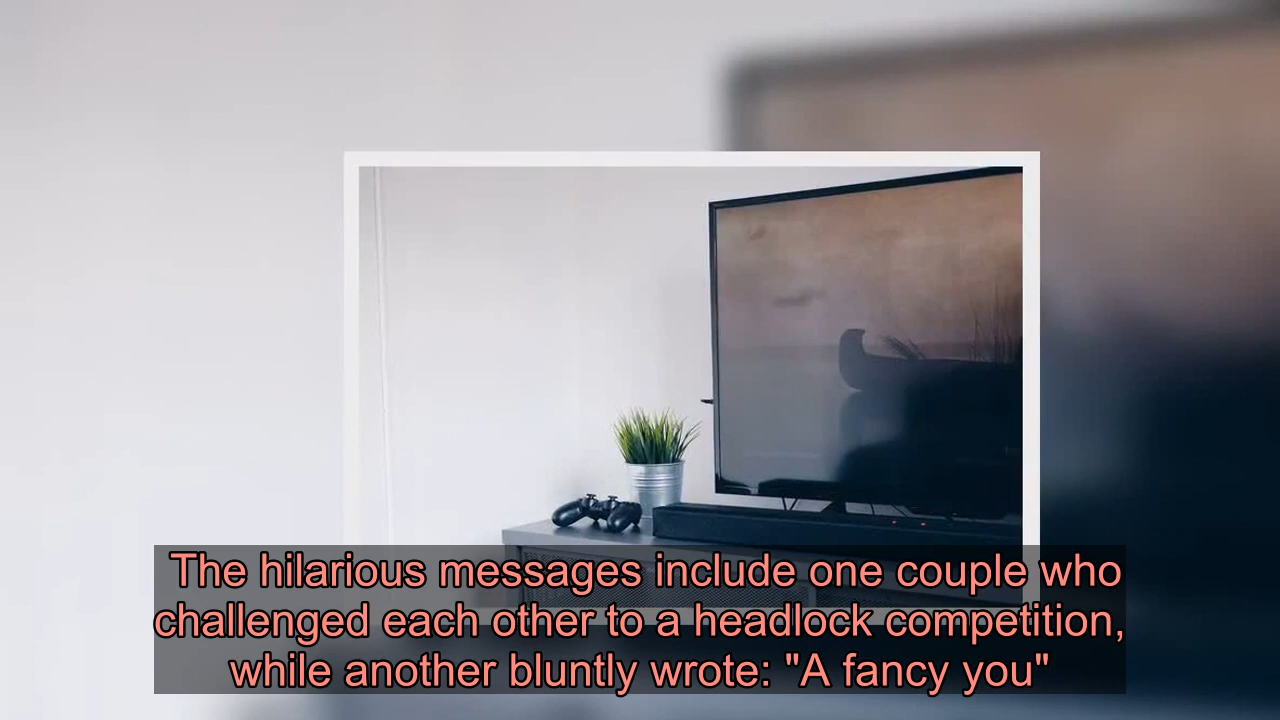 The hilarious messages include one couple who
challenged each other to a headlock competition,
while another bluntly wrote: "A fancy you"